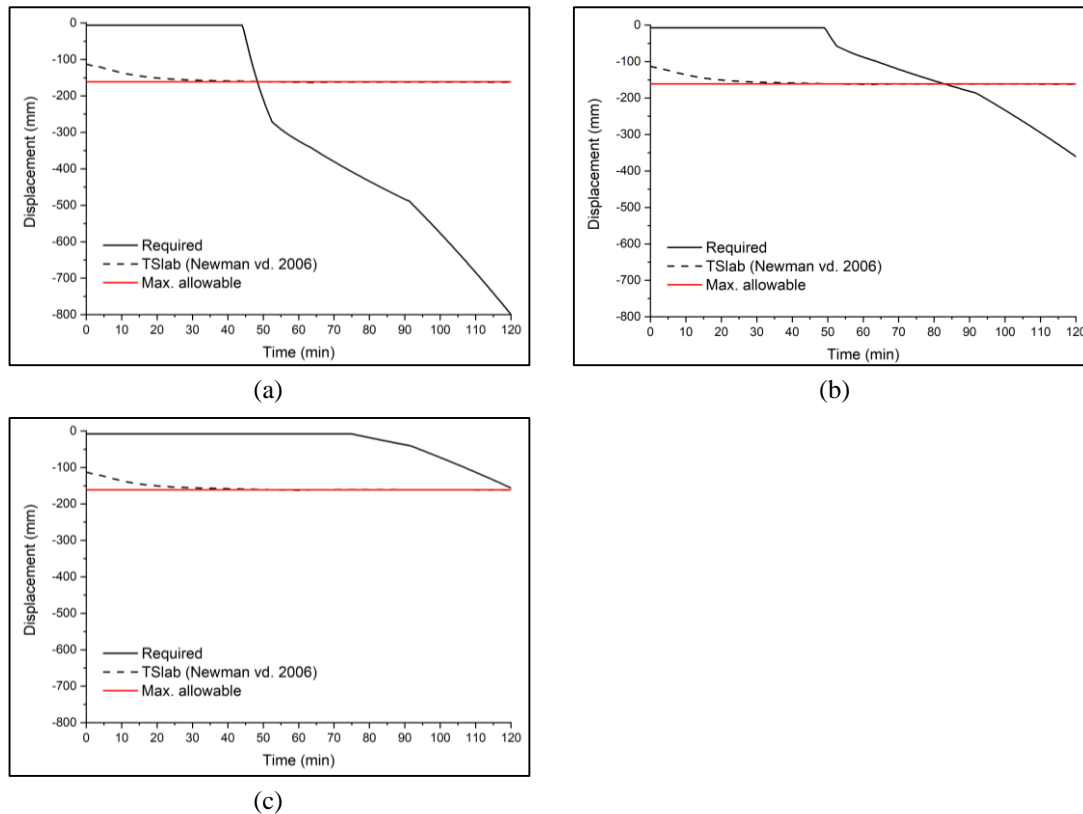 0
-100
-200
-300
-400
-500
-600
-700
-800
Displacement (mm)
Required
TSlab (Newman vd. 2006)
Max. allowable
0 10 20 30 40 50 60 70 80 90 100 110 120
Time (min)
(a)
0
-100
-200
-300
-400
-500
-600
-700
-800
Displacement (mm)
Required
TSlab (Newman vd. 2006)
Max. allowable
0 10 20 30 40 50 60 70 80 90 100 110 120
Time (min)
(b)
0
-100
-200
-300
-400
-500
-600
-700
-800
Displacement (mm)
Required
TSlab (Newman vd. 2006)
Max. allowable
0 10 20 30 40 50 60 70 80 90 100 110 120
Time (min)
(c)